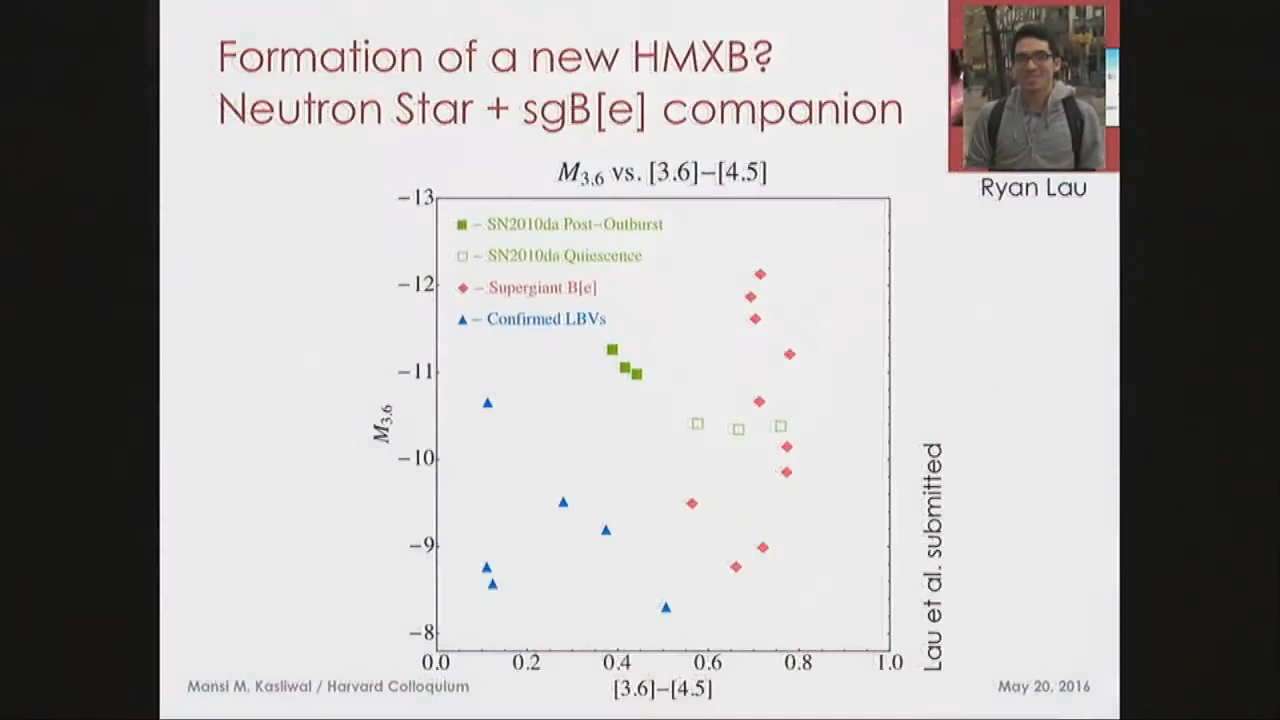 Formation of a new HMXB?
Neutron Star + sgB[e] companion
Ryan Lau
M3.6 vs. [3.6]−[4.5]
− SN2010da Post−Outburst
− SN2010da Quiescence
− Supergiant B[e]
− Confirmed LBVs
−13
−12
−11
−10
−9
−8
M3.6
0.0 0.2 0.4 0.6 0.8 1.0
[3.6]−[4.5]
Lau et al. submitted
Mansi M. Kasliwal / Harvard Colloquium
May 20, 2016